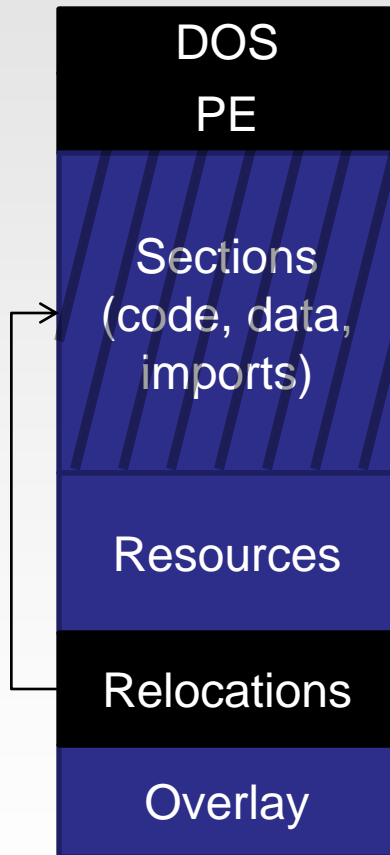 DOS
PE
Sections
(code, data,
imports)
Resources
Relocations
Overlay